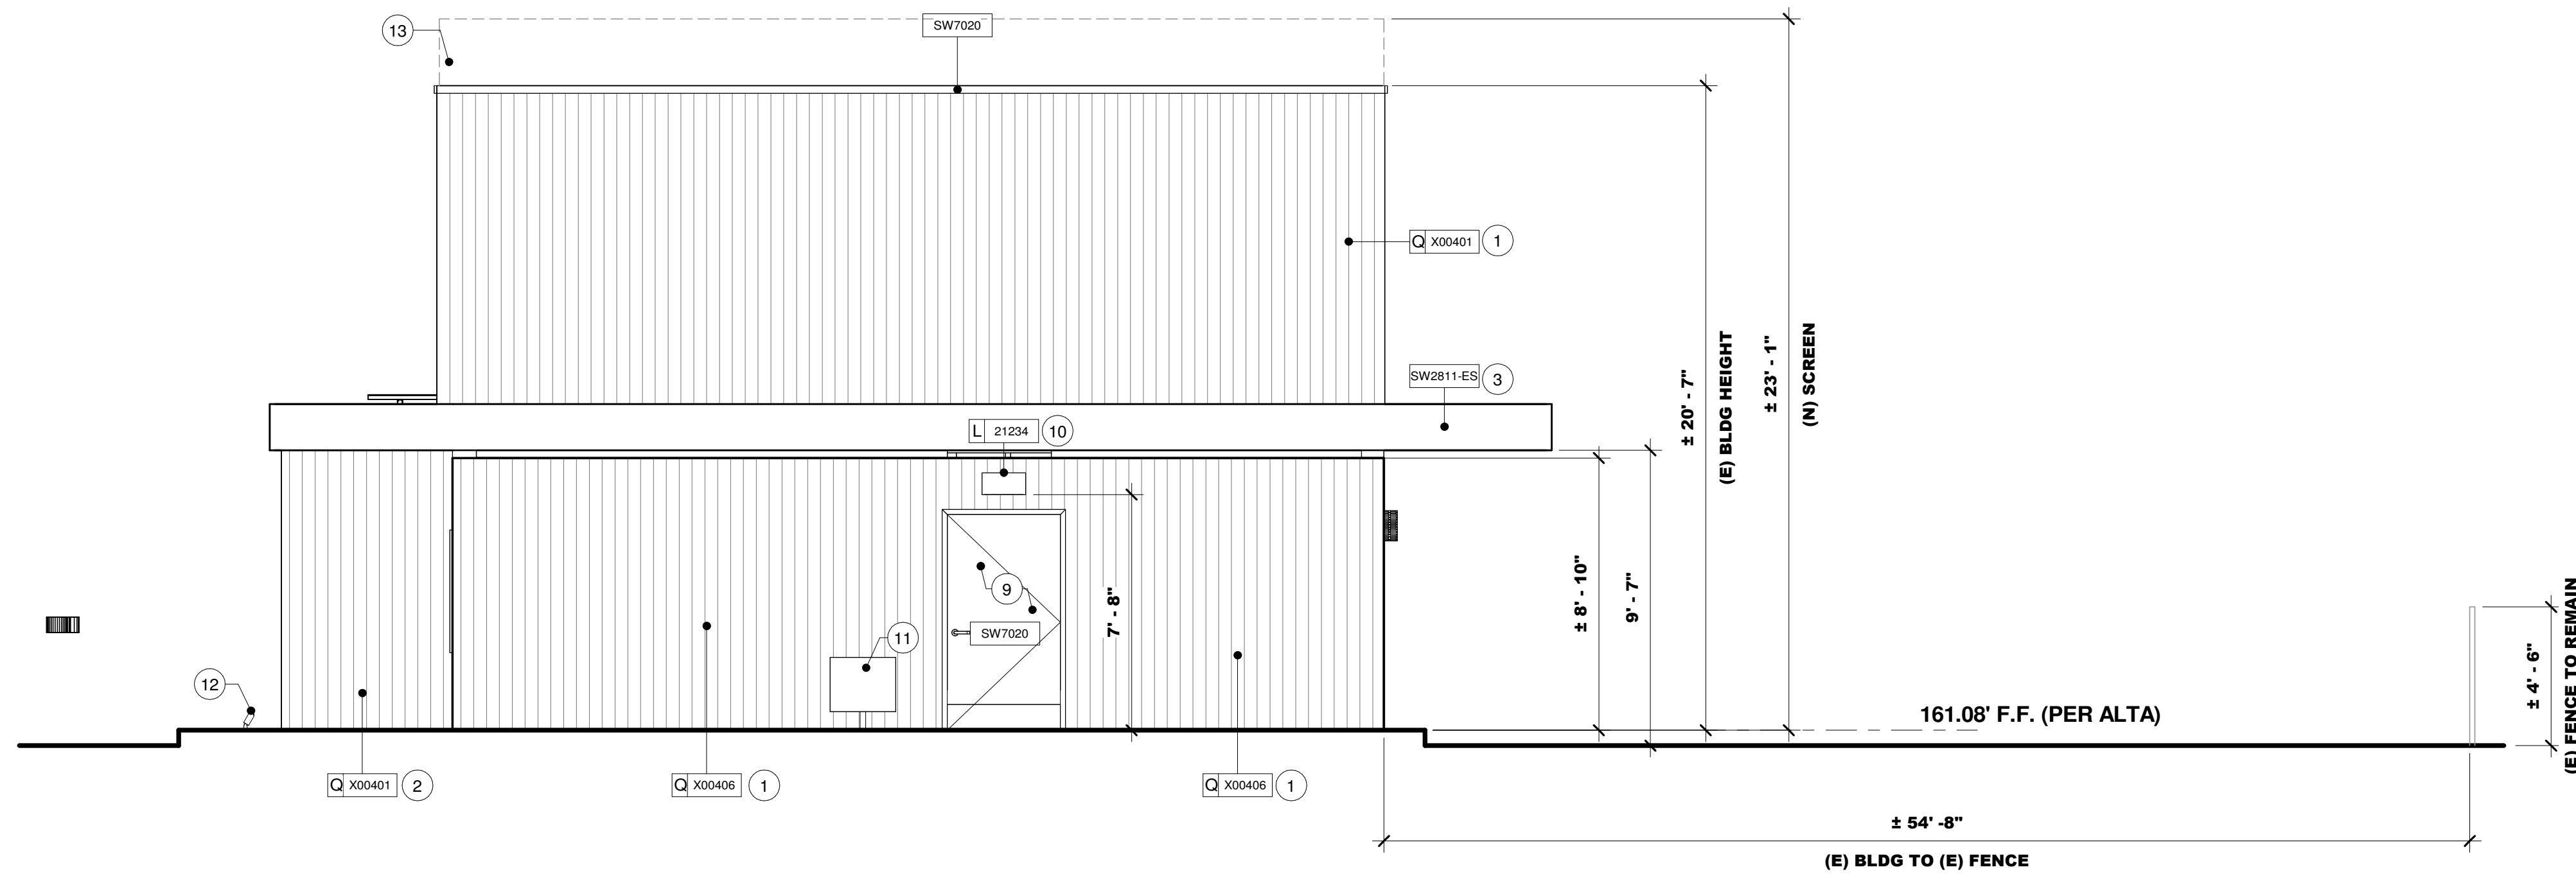 13
SW7020
Q X00401 1
SW2811-ES 3
L 21234 10
± 20' - 7"
(E) BLDG HEIGHT
± 23' - 1"
(N) SCREEN
9
SW7020
11
7' - 8"
± 8' - 10"
9' - 7"
12
161.08' F.F. (PER ALTA)
± 4' - 6"
(E) FENCE TO REMAIN
Q X00401 2
Q X00406 1
Q X00406 1
± 54' -8"
(E) BLDG TO (E) FENCE